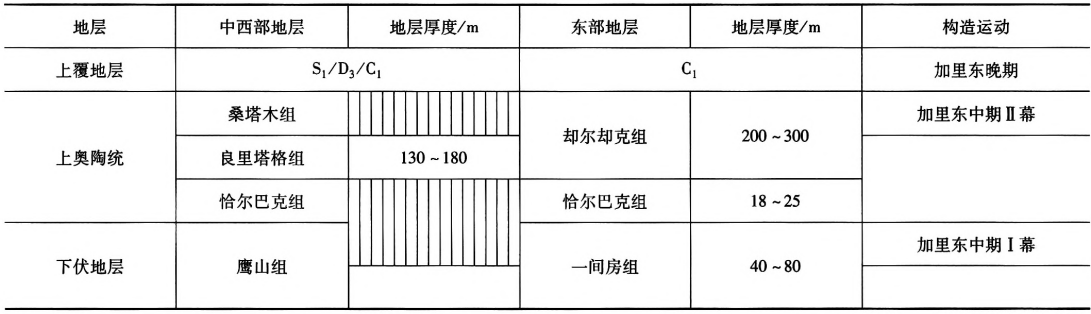 地层 中西部地层 地层厚度/m 东部地层 地层厚度/m 构造运动
上覆地层 S₁/D₃/C₁ C₁ 加里东晚期
上奥陶统 桑塔木组 却尔却克组 200~300 加里东中期Ⅱ幕
良里塔格组 130~180
恰尔巴克组 恰尔巴克组 18~25
下伏地层 鹰山组 一间房组 40~80 加里东中期Ⅰ幕